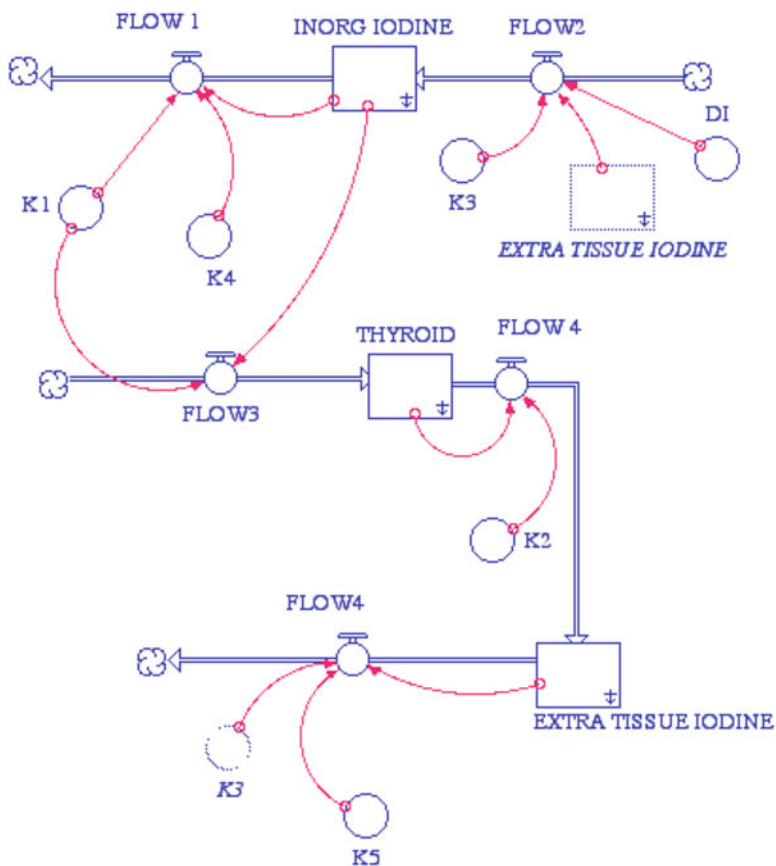 FLOW 1
INORG IODINE
FLOW2
DI
K1
K4
K3
EXTRA TISSUE IODINE
THYROID
FLOW 4
FLOW3
K2
FLOW4
EXTRA TISSUE IODINE
K3
K5